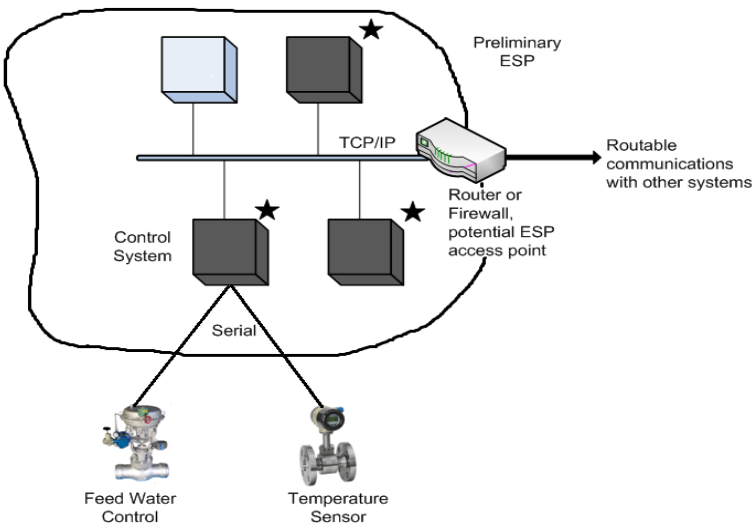 Preliminary
ESP
TCP/IP
Routable
communications
with other systems
Router or
Firewall,
potential ESP
access point
Control
System
Serial
Feed Water
Control
Temperature
Sensor